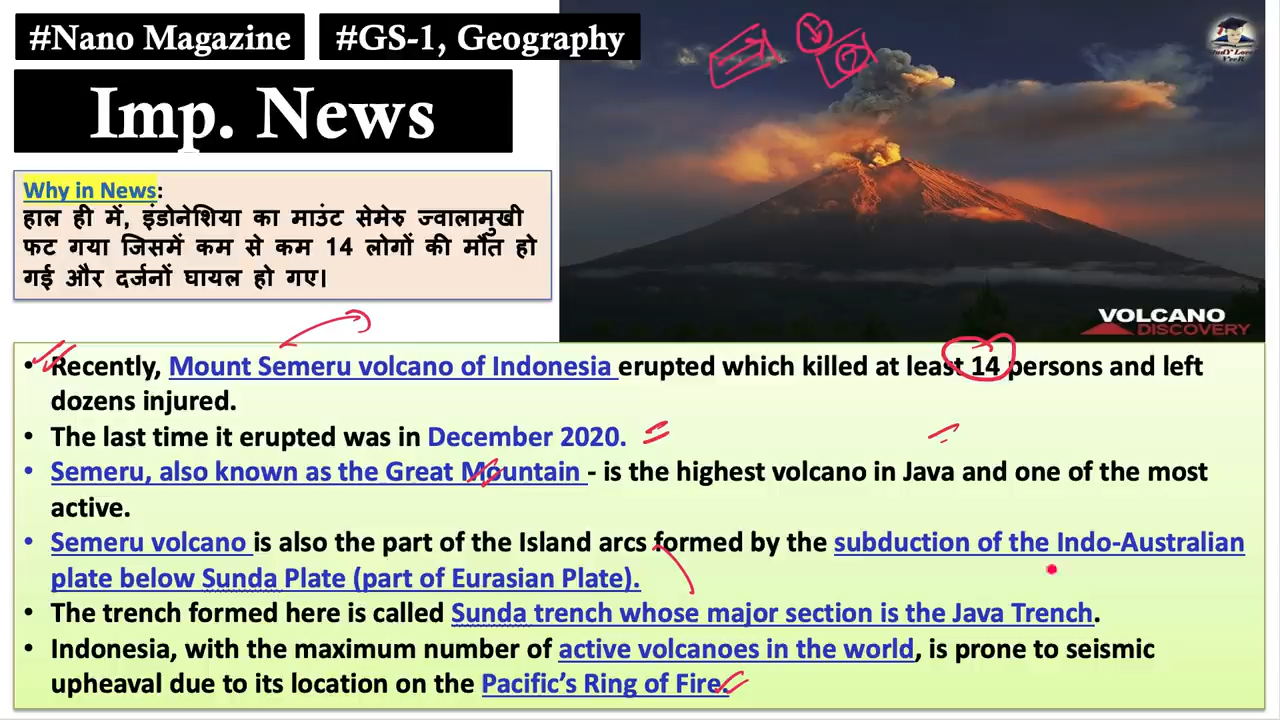 #Nano Magazine
#GS-1, Geography
Imp. News
Why in News:
हाल ही में, इंडोनेशिया का माउंट सेमेरु ज्वालामुखी
फट गया जिसमें कम से कम 14 लोगों की मौत हो
गई और दर्जनों घायल हो गए।
VOLCANO
DISCOVERY
• Recently, Mount Semeru volcano of Indonesia erupted which killed at least 14 persons and left
dozens injured.
• The last time it erupted was in December 2020.
• Semeru, also known as the Great Mountain - is the highest volcano in Java and one of the most
active.
• Semeru volcano is also the part of the Island arcs formed by the subduction of the Indo-Australian
plate below Sunda Plate (part of Eurasian Plate).
• The trench formed here is called Sunda trench whose major section is the Java Trench.
• Indonesia, with the maximum number of active volcanoes in the world, is prone to seismic
upheaval due to its location on the Pacific's Ring of Fire.